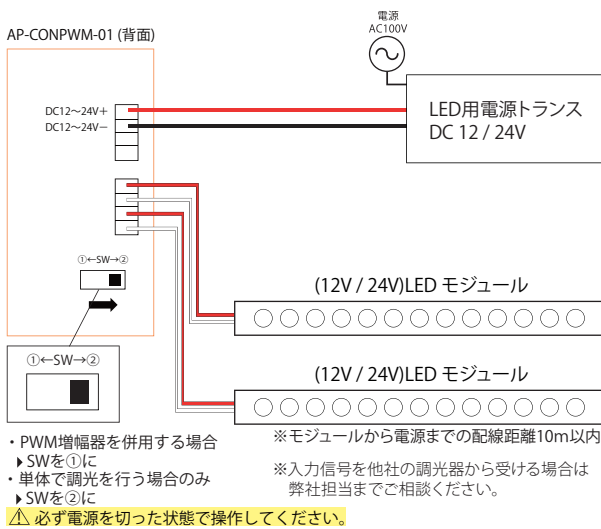 電源
AC100V
AP-CONPWM-01 (背面)
DC12～24V＋
DC12～24V－
LED用電源トランス
DC 12 / 24V
①←SW→②
(12V / 24V)LED モジュール
①←SW→②
(12V / 24V)LED モジュール
※モジュールから電源までの配線距離10m以内
・PWM増幅器を併用する場合
▶SWを①に
・単体で調光を行う場合のみ
▶SWを②に
※入力信号を他社の調光器から受ける場合は
弊社担当までご相談ください。
⚠ 必ず電源を切った状態で操作してください。